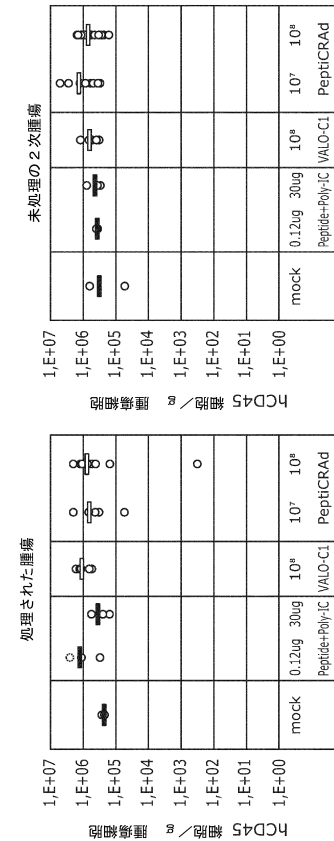 処理された腫瘍
1,E+07
1,E+06
1,E+05
1,E+04
1,E+03
1,E+02
1,E+01
1,E+00
hCD45 細胞/g 腫瘍細胞
mock
0.12ug 30ug
Peptide+Poly-IC
10⁸
VALO-C1
10⁷ 10⁸
PeptiCRAd
未処理の2次腫瘍
1,E+07
1,E+06
1,E+05
1,E+04
1,E+03
1,E+02
1,E+01
1,E+00
hCD45 細胞/g 腫瘍細胞
mock
0.12ug 30ug
Peptide+Poly-IC
10⁸
VALO-C1
10⁷ 10⁸
PeptiCRAd